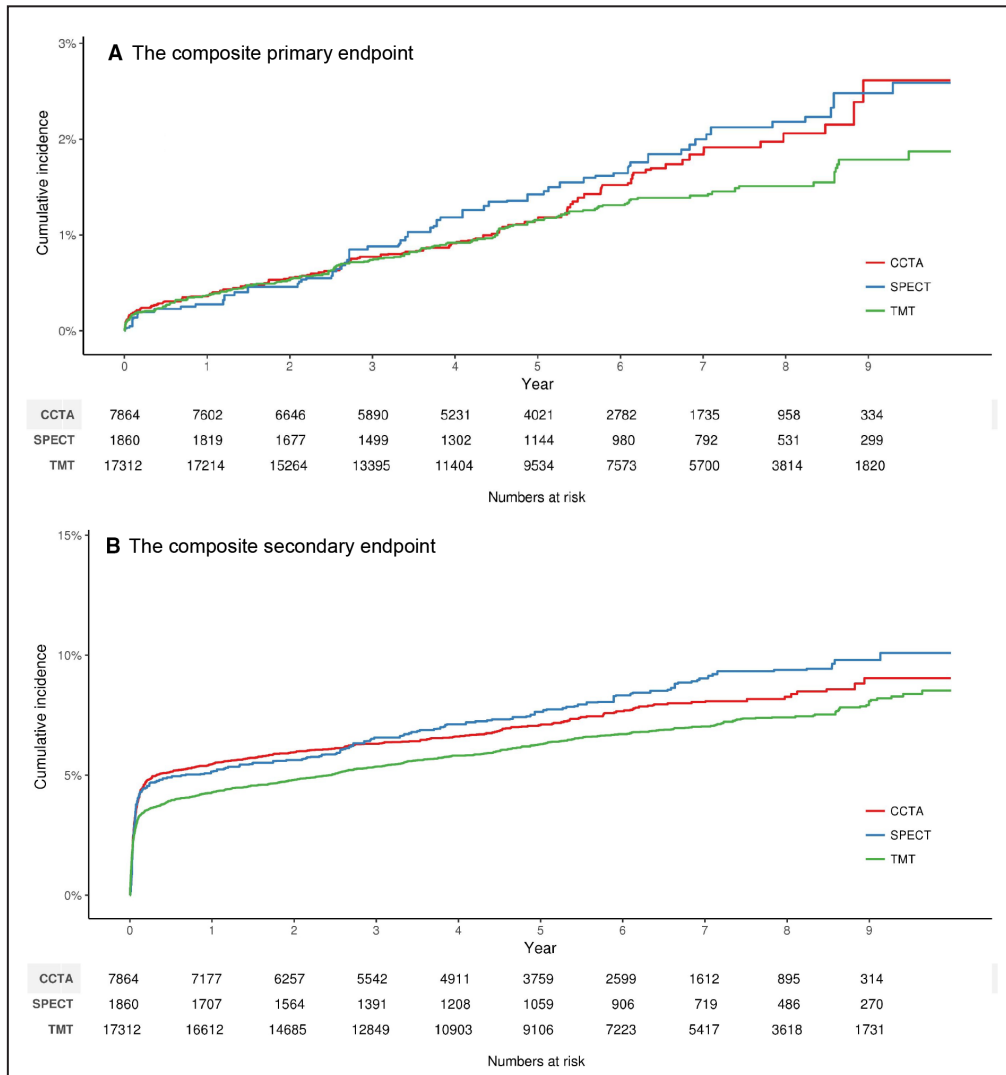 A The composite primary endpoint
3%
2%
1%
0%
Cumulative incidence
CCTA
SPECT
TMT
0 1 2 3 4 5 6 7 8 9
Year
CCTA 7864 7602 6646 5890 5231 4021 2782 1735 958 334
SPECT 1860 1819 1677 1499 1302 1144 980 792 531 299
TMT 17312 17214 15264 13395 11404 9534 7573 5700 3814 1820
Numbers at risk
B The composite secondary endpoint
15%
10%
5%
0%
Cumulative incidence
CCTA
SPECT
TMT
0 1 2 3 4 5 6 7 8 9
Year
CCTA 7864 7177 6257 5542 4911 3759 2599 1612 895 314
SPECT 1860 1707 1564 1391 1208 1059 906 719 486 270
TMT 17312 16612 14685 12849 10903 9106 7223 5417 3618 1731
Numbers at risk